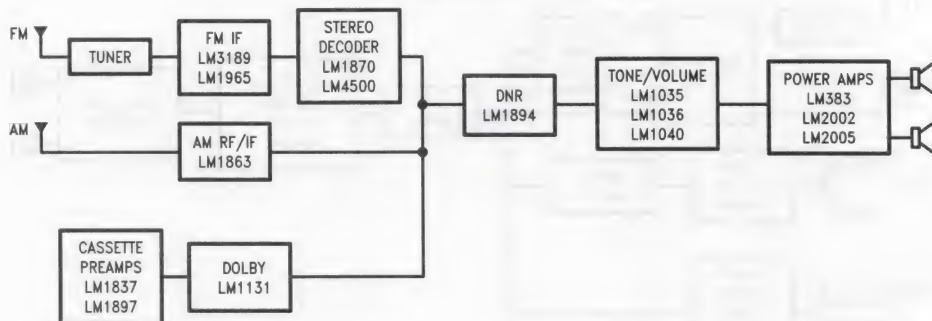 FM
TUNER
FM IF
LM3189
LM1965
STEREO
DECODER
LM1870
LM4500
AM
AM RF/IF
LM1863
CASSETTE
PREAMPS
LM1837
LM1897
DOLBY
LM1131
DNR
LM1894
TONE/VOLUME
LM1035
LM1036
LM1040
POWER AMPS
LM383
LM2002
LM2005